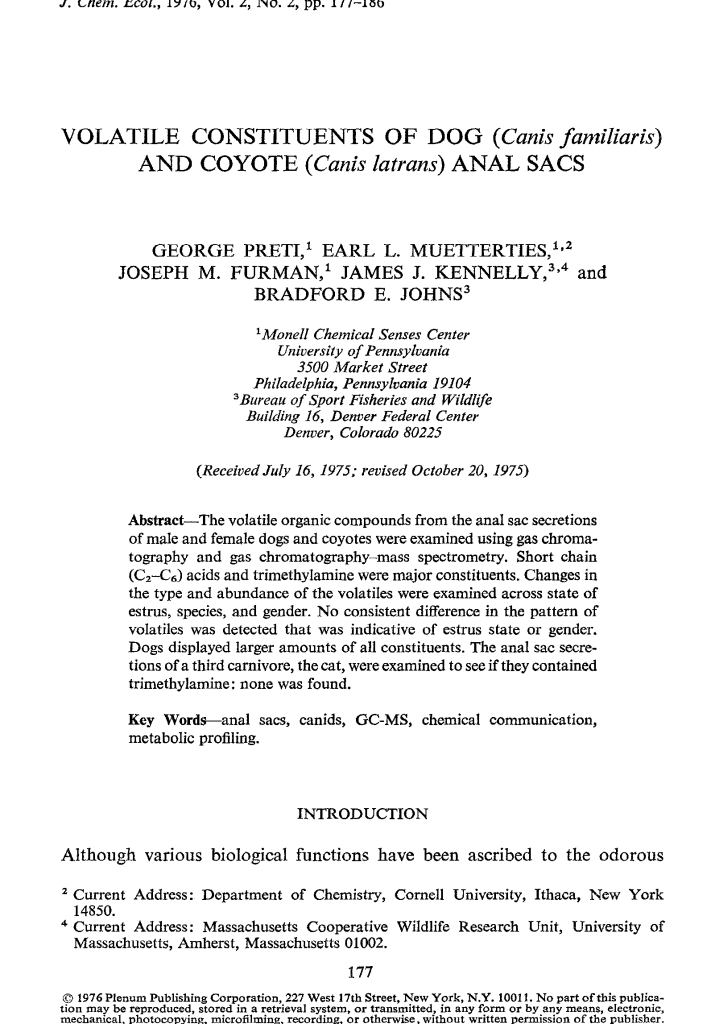 J. Chem. Ecol., 1976, Vol. 2, No. 2, pp. 177–186
VOLATILE CONSTITUENTS OF DOG (Canis familiaris)
AND COYOTE (Canis latrans) ANAL SACS
GEORGE PRETI,¹ EARL L. MUETTERTIES,¹,²
JOSEPH M. FURMAN,¹ JAMES J. KENNELLY,³,⁴ and
BRADFORD E. JOHNS³
¹Monell Chemical Senses Center
University of Pennsylvania
3500 Market Street
Philadelphia, Pennsylvania 19104
³Bureau of Sport Fisheries and Wildlife
Building 16, Denver Federal Center
Denver, Colorado 80225
(Received July 16, 1975; revised October 20, 1975)
Abstract—The volatile organic compounds from the anal sac secretions
of male and female dogs and coyotes were examined using gas chroma-
tography and gas chromatography–mass spectrometry. Short chain
(C₂–C₆) acids and trimethylamine were major constituents. Changes in
the type and abundance of the volatiles were examined across state of
estrus, species, and gender. No consistent difference in the pattern of
volatiles was detected that was indicative of estrus state or gender.
Dogs displayed larger amounts of all constituents. The anal sac secre-
tions of a third carnivore, the cat, were examined to see if they contained
trimethylamine: none was found.
Key Words—anal sacs, canids, GC-MS, chemical communication,
metabolic profiling.
INTRODUCTION
Although various biological functions have been ascribed to the odorous
² Current Address: Department of Chemistry, Cornell University, Ithaca, New York
14850.
⁴ Current Address: Massachusetts Cooperative Wildlife Research Unit, University of
Massachusetts, Amherst, Massachusetts 01002.
177
© 1976 Plenum Publishing Corporation, 227 West 17th Street, New York, N.Y. 10011. No part of this publica-
tion may be reproduced, stored in a retrieval system, or transmitted, in any form or by any means, electronic,
mechanical, photocopying, microfilming, recording, or otherwise, without written permission of the publisher.